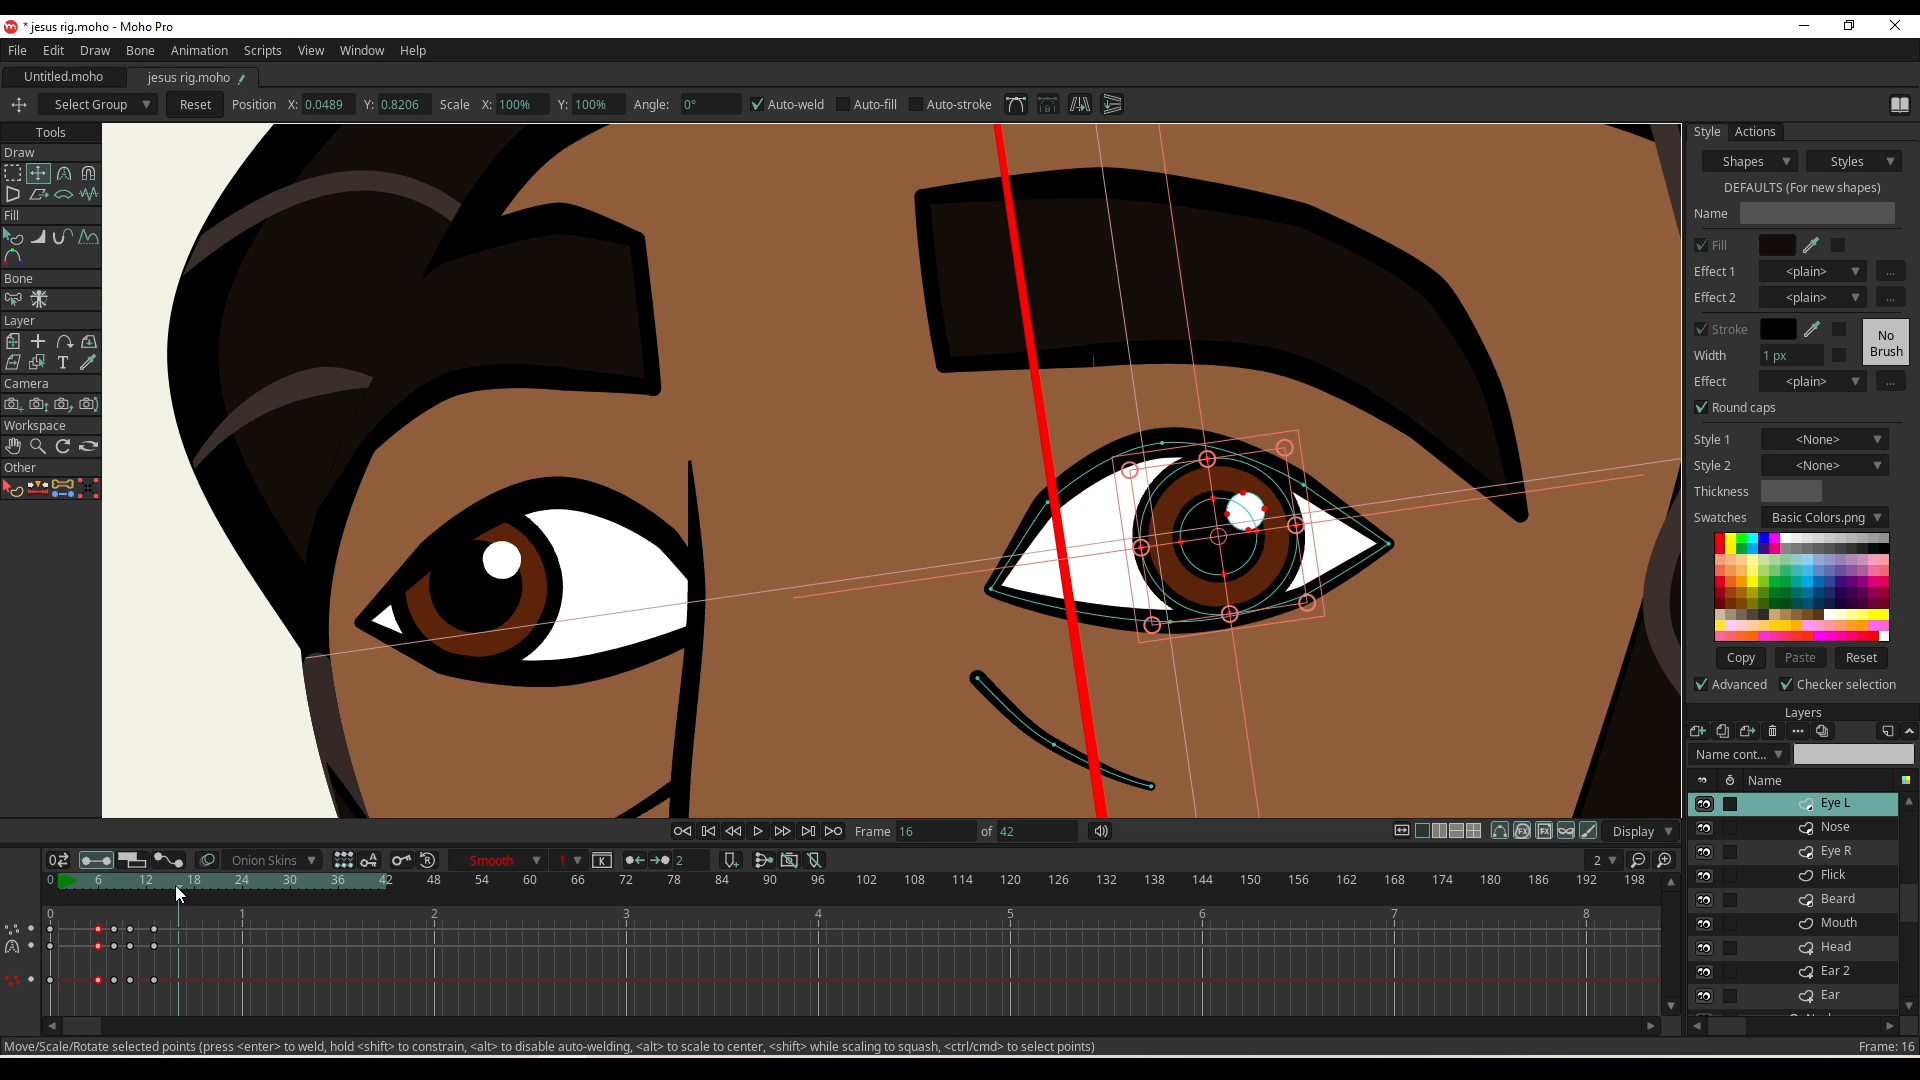 * jesus rig.moho - Moho Pro
File Edit Draw Bone Animation Scripts View Window Help
Untitled.moho jesus rig.moho
Select Group Reset Position X: 0.0489 Y: 0.8206 Scale X: 100% Y: 100% Angle: 0° Auto-weld Auto-fill Auto-stroke
Tools
Draw
Fill
Bone
Layer
T
Camera
Workspace
Other
Style Actions
Shapes Styles
DEFAULTS (For new shapes)
Name
Fill
Effect 1 <plain> ...
Effect 2 <plain> ...
Stroke
No Brush
Width 1 px
Effect <plain> ...
Round caps
Style 1 <None>
Style 2 <None>
Thickness
Swatches Basic Colors.png
Copy Paste Reset
Advanced Checker selection
Layers
Name cont...
Name
Eye L
Nose
Eye R
Flick
Beard
Mouth
Head
Ear 2
Ear
Frame 16 of 42 Display
Onion Skins Smooth 1 K 2 2
0 6 12 18 24 30 36 42 48 54 60 66 72 78 84 90 96 102 108 114 120 126 132 138 144 150 156 162 168 174 180 186 192 198
0 1 2 3 4 5 6 7 8
Move/Scale/Rotate selected points (press <enter> to weld, hold <shift> to constrain, <alt> to disable auto-welding, <alt> to scale to center, <shift> while scaling to squash, <ctrl/cmd> to select points) Frame: 16